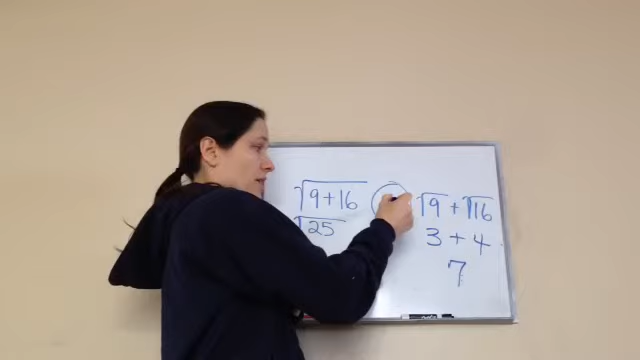 √9+16 √9 + √16
√25 3 + 4
7